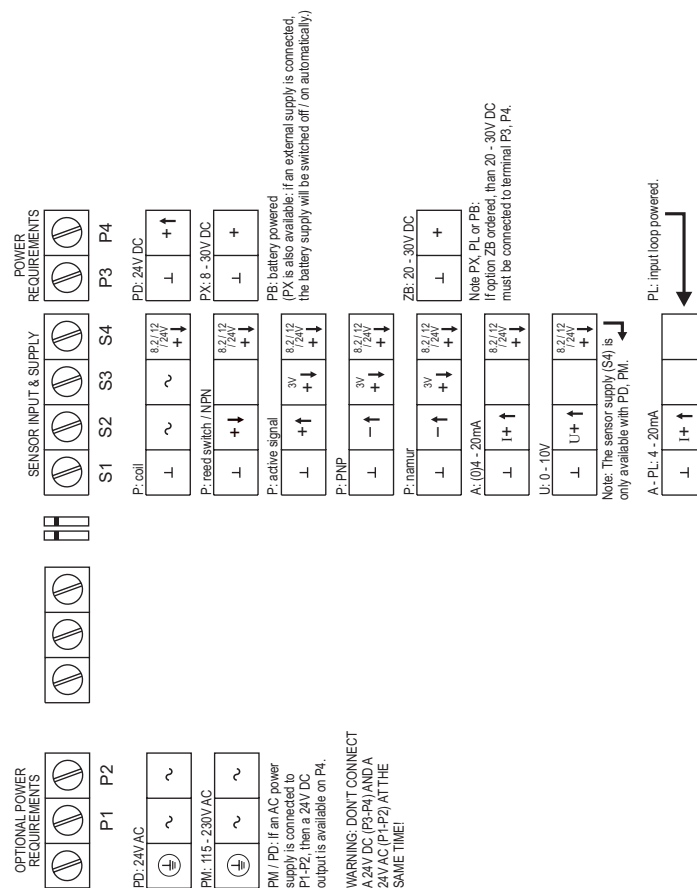 OPTIONAL POWER
REQUIREMENTS
P1 P2
PD: 24V AC
~ ~
PM: 115 - 230V AC
~ ~
PM / PD: If an AC power
supply is connected to
P1-P2, then a 24V DC
output is available on P4.
WARNING: DON'T CONNECT
A 24V DC (P3-P4) AND A
24V AC (P1-P2) AT THE
SAME TIME!
SENSOR INPUT & SUPPLY
S1 S2 S3 S4
P: coil
⊥ ~ ~ 8.2 / 12
/ 24V
+
P: reed switch / NPN
⊥ + 8.2 / 12
/ 24V
+
P: active signal
⊥ + 3V
+
8.2 / 12
/ 24V
+
P: PNP
⊥ – 3V
+
8.2 / 12
/ 24V
+
P: namur
⊥ – 3V
+
8.2 / 12
/ 24V
+
A: (0)4 - 20mA
⊥ I+ 8.2 / 12
/ 24V
+
U: 0 - 10V
⊥ U+ 8.2 / 12
/ 24V
+
Note: The sensor supply (S4) is
only available with PD, PM.
A - PL: 4 - 20mA
⊥ I+
POWER
REQUIREMENTS
P3 P4
PD: 24V DC
⊥ +
PX: 8 - 30V DC
⊥ +
PB: battery powered
(PX is also available: if an external supply is connected,
the battery supply will be switched off / on automatically.)
ZB: 20 - 30V DC
⊥ +
Note PX, PL or PB:
If option ZB ordered, than 20 - 30V DC
must be connected to terminal P3, P4.
PL: input loop powered.